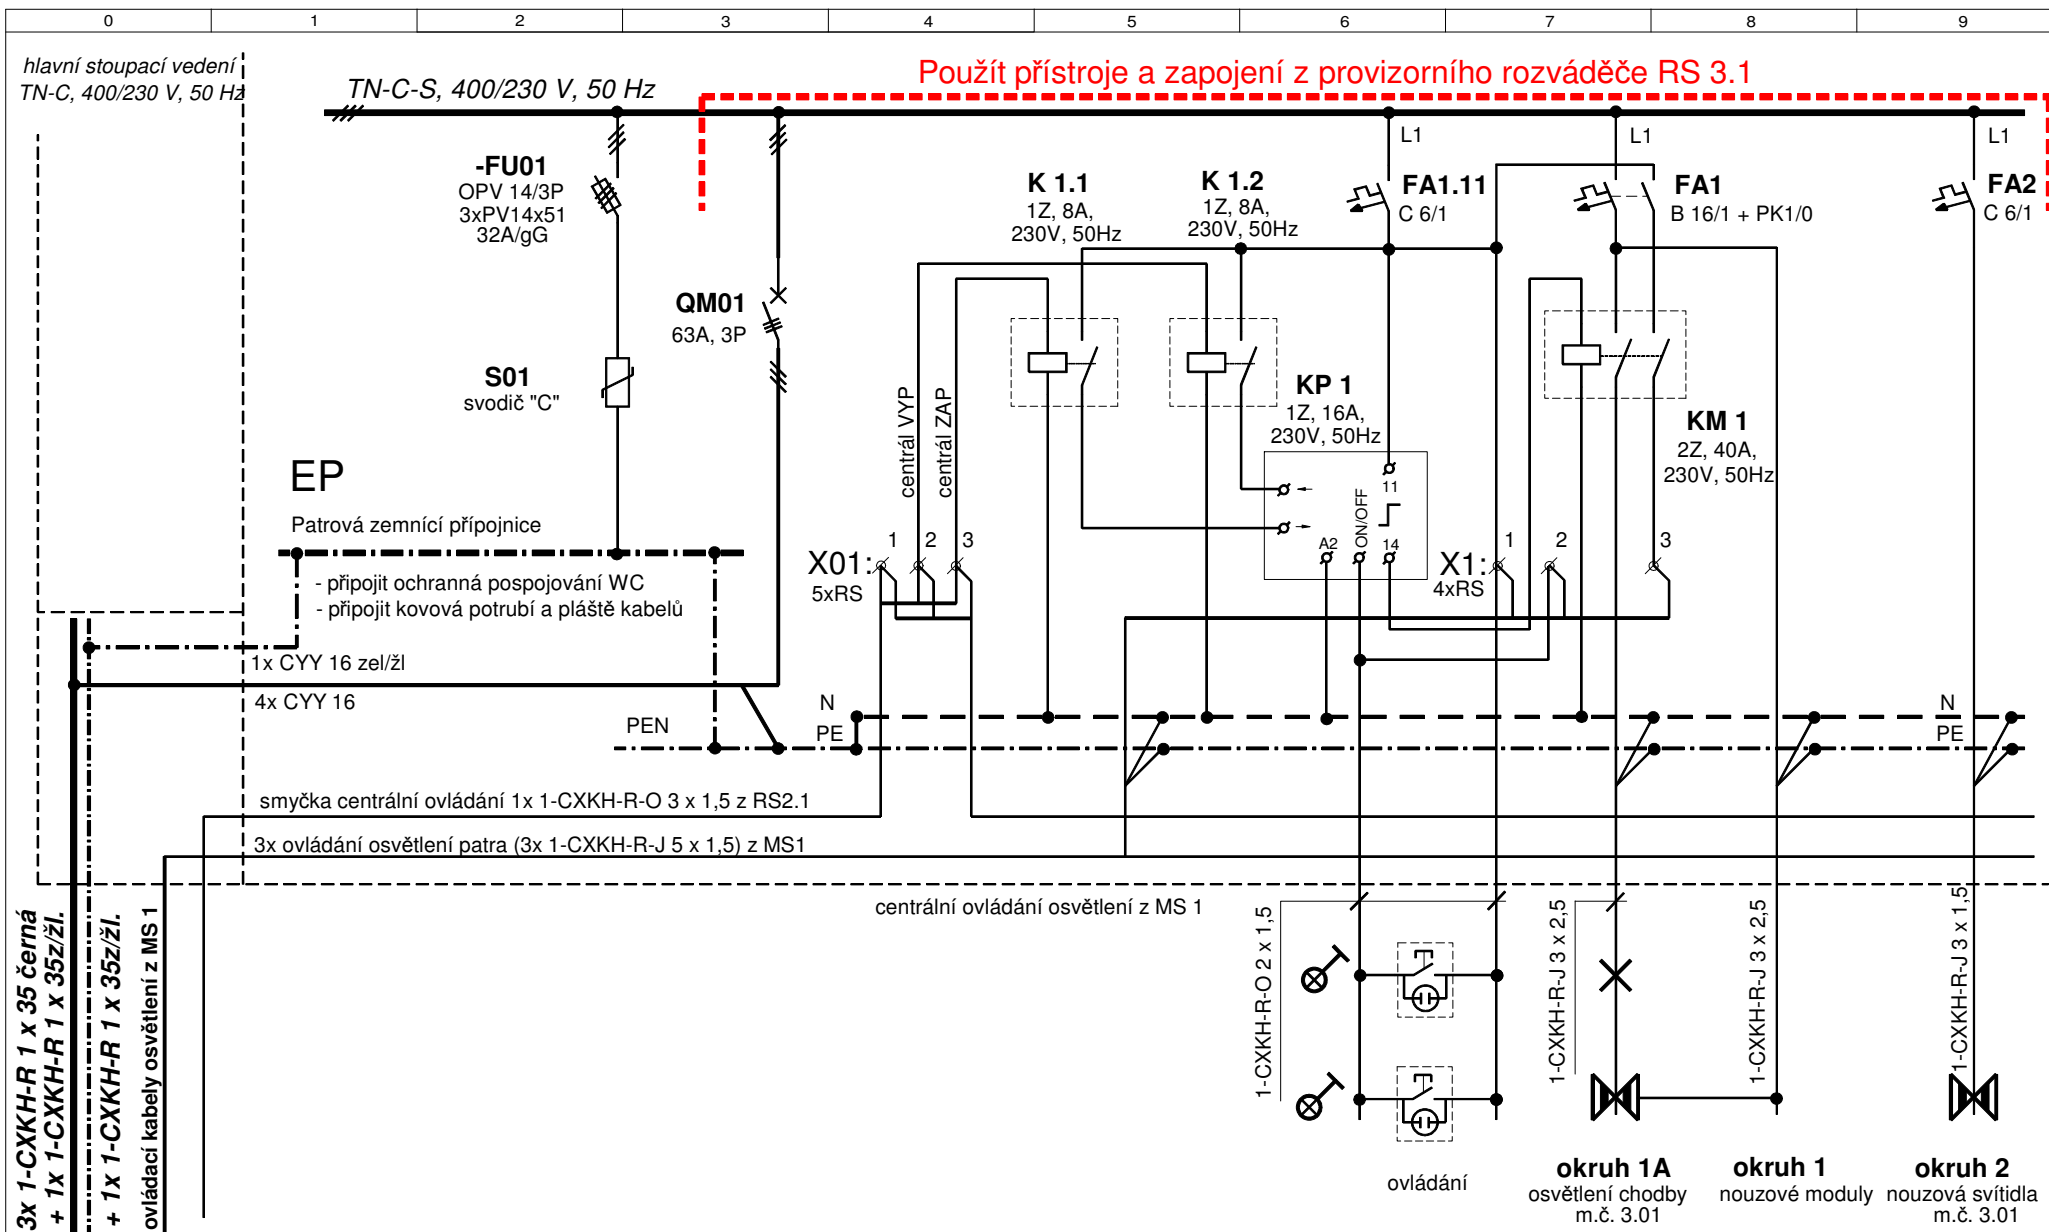 0 1 2 3 4 5 6 7 8 9
hlavní stoupací vedení
TN-C, 400/230 V, 50 Hz
TN-C-S, 400/230 V, 50 Hz
Použít přístroje a zapojení z provizorního rozváděče RS 3.1
-FU01
OPV 14/3P
3xPV14x51
32A/gG
QM01
63A, 3P
S01
svodič "C"
K 1.1
1Z, 8A,
230V, 50Hz
K 1.2
1Z, 8A,
230V, 50Hz
L1
FA1.11
C 6/1
L1
FA1
B 16/1 + PK1/0
L1
FA2
C 6/1
KP 1
1Z, 16A,
230V, 50Hz
KM 1
2Z, 40A,
230V, 50Hz
centrál VYP
centrál ZAP
11
ON/OFF
A2
14
EP
Patrová zemnící přípojnice
- připojit ochranná pospojování WC
- připojit kovová potrubí a pláště kabelů
X01:
5xRS
1 2 3
X1:
4xRS
1 2 3
1x CYY 16 zel/žl
4x CYY 16
PEN
N
PE
N
PE
smyčka centrální ovládání 1x 1-CXKH-R-O 3 x 1,5 z RS2.1
3x ovládání osvětlení patra (3x 1-CXKH-R-J 5 x 1,5) z MS1
centrální ovládání osvětlení z MS 1
3x 1-CXKH-R 1 x 35 černá
+ 1x 1-CXKH-R 1 x 35z/žl.
+ 1x 1-CXKH-R 1 x 35z/žl.
ovládací kabely osvětlení z MS 1
1-CXKH-R-O 2 x 1,5
1-CXKH-R-J 3 x 2,5
1-CXKH-R-J 3 x 2,5
1-CXKH-R-J 3 x 1,5
ovládání
okruh 1A
osvětlení chodby
m.č. 3.01
okruh 1
nouzové moduly
okruh 2
nouzová svítidla
m.č. 3.01